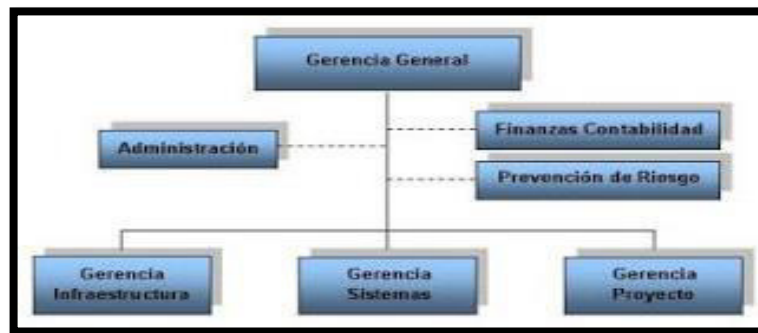 Gerencia General
Finanzas Contabilidad
Administración
Prevención de Riesgo
Gerencia
Infraestructura
Gerencia
Sistemas
Gerencia
Proyecto